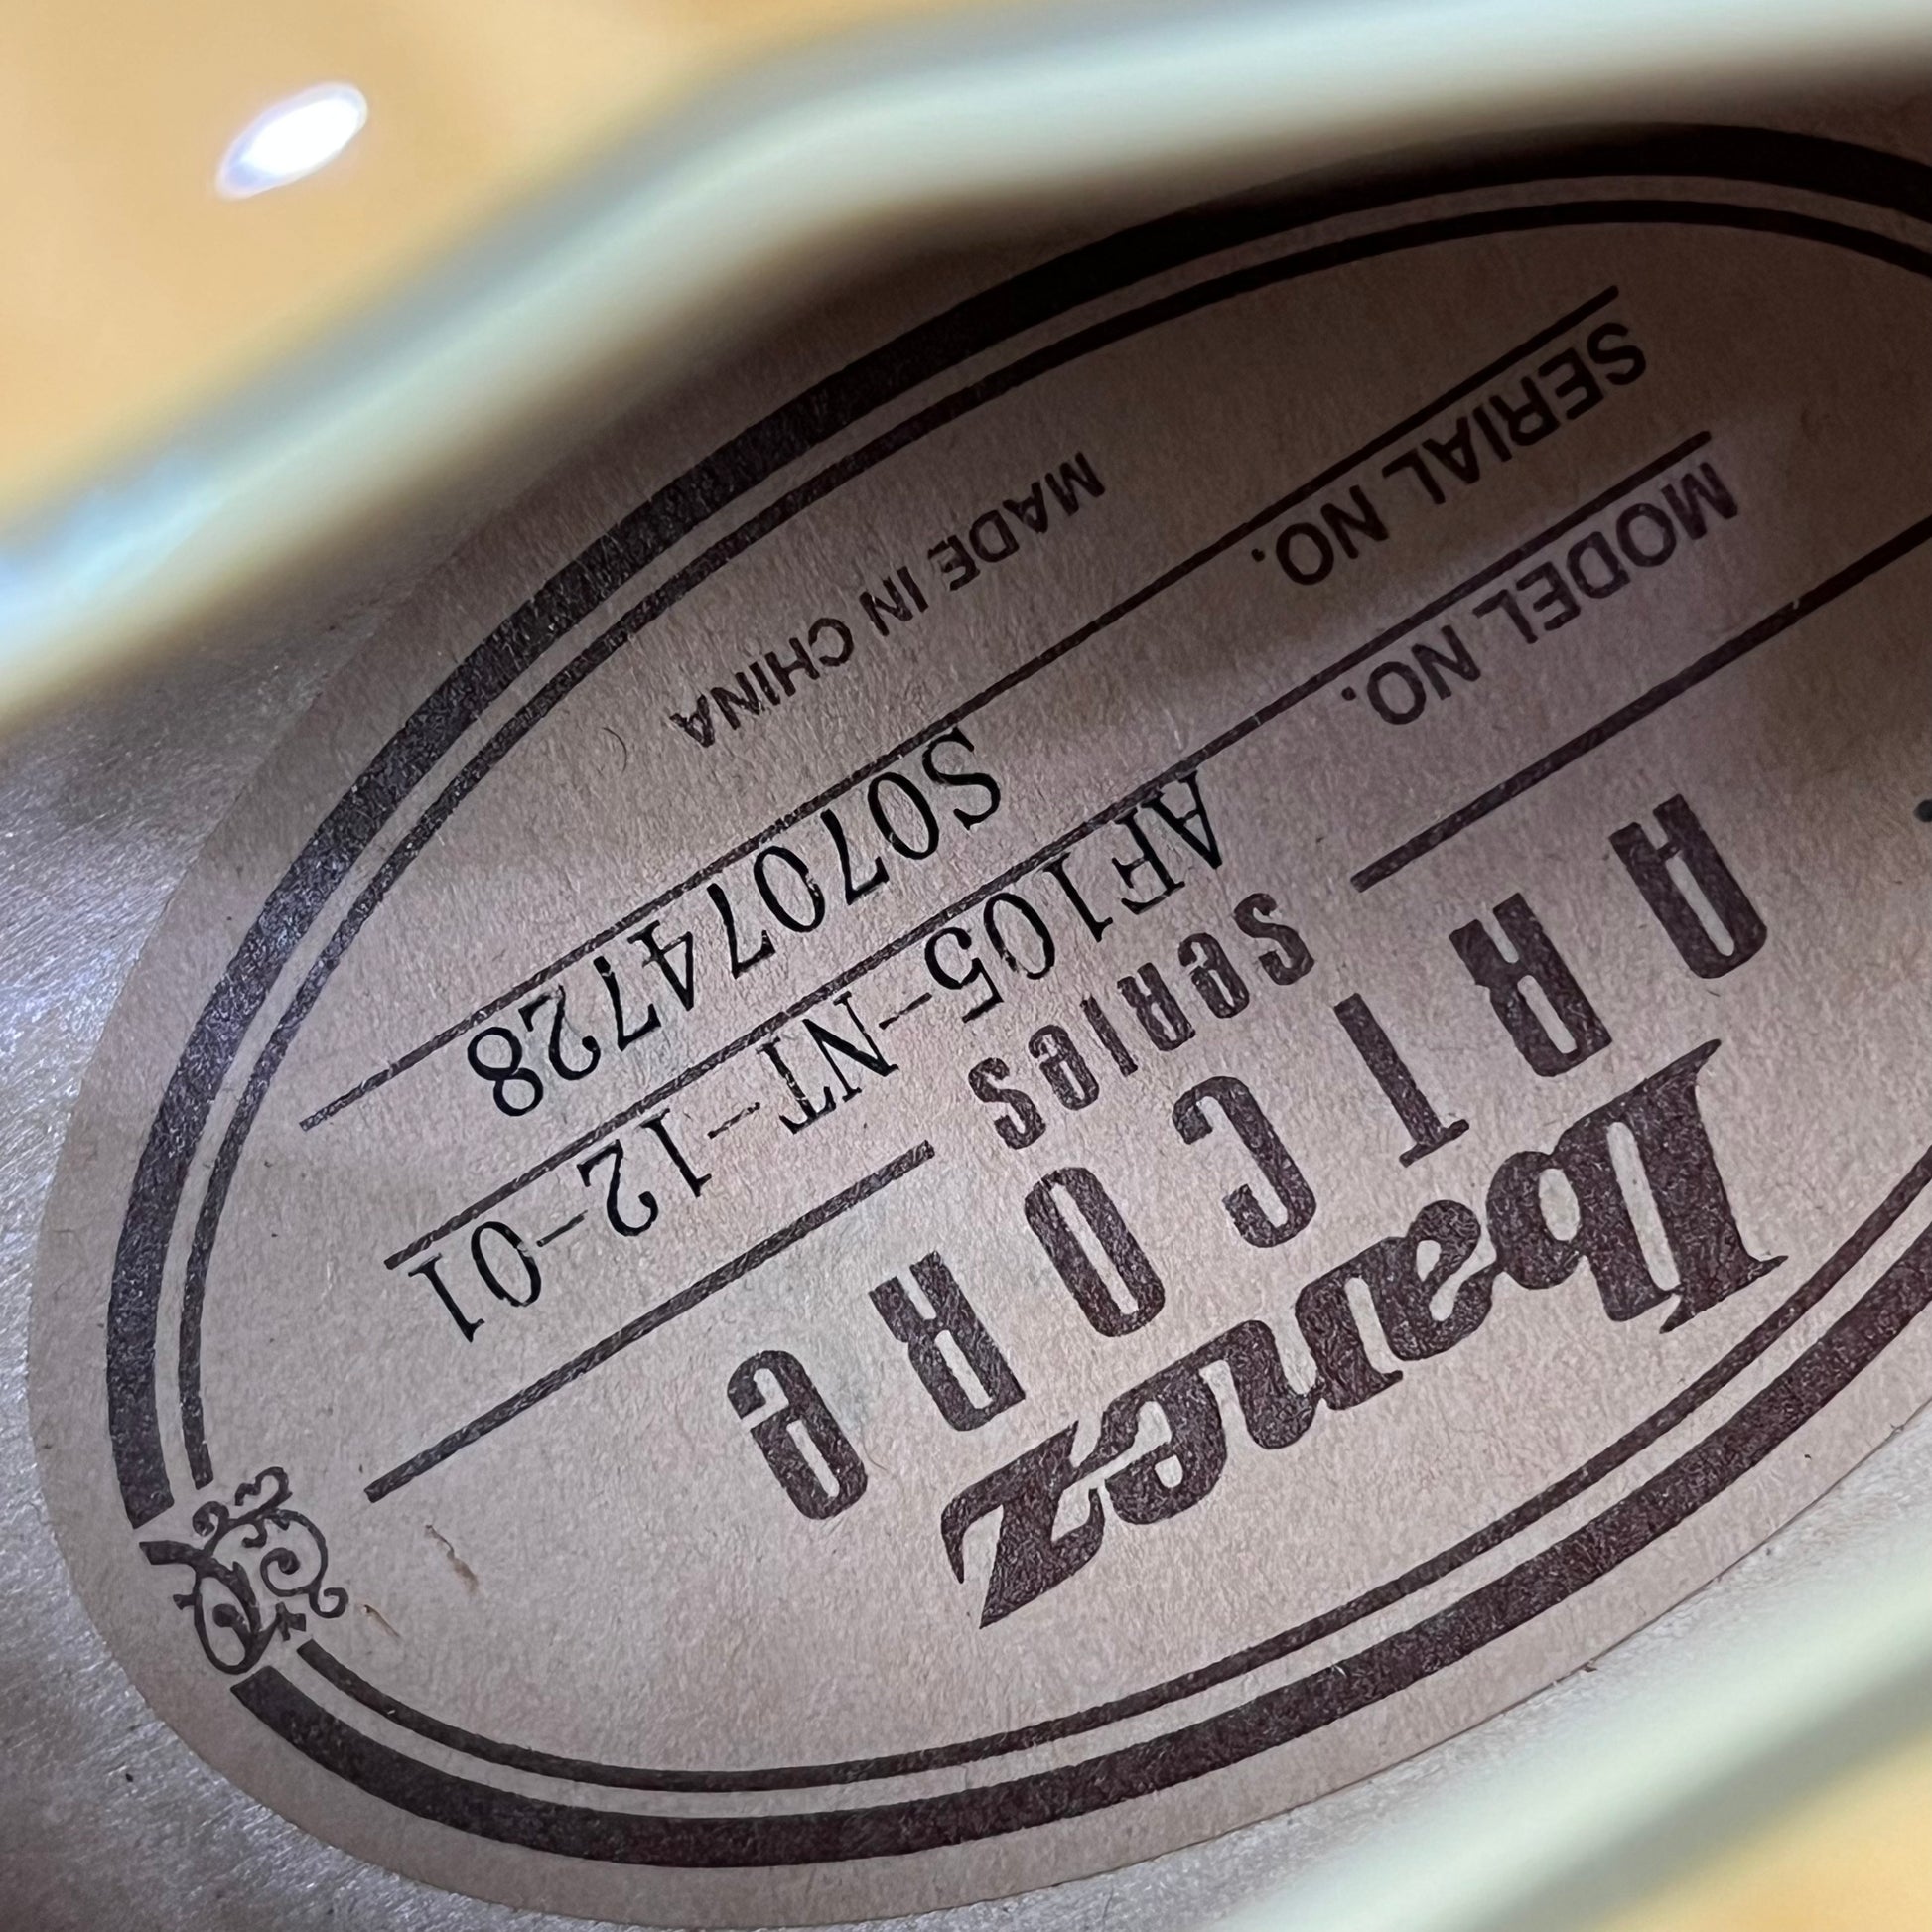 Ibanez
ARTCORE
series
MODEL NO. AF105-NT-12-01
SERIAL NO. S07074728
MADE IN CHINA